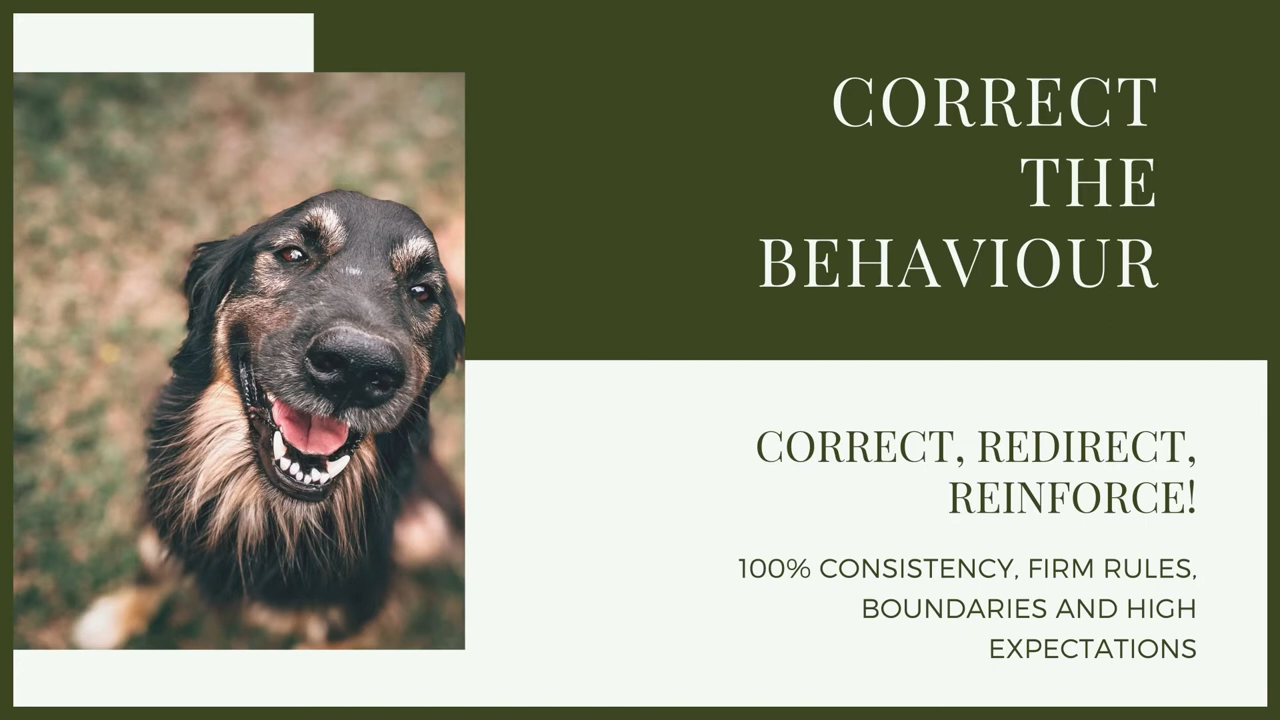 CORRECT
THE
BEHAVIOUR
CORRECT, REDIRECT,
REINFORCE!
100% CONSISTENCY, FIRM RULES,
BOUNDARIES AND HIGH
EXPECTATIONS